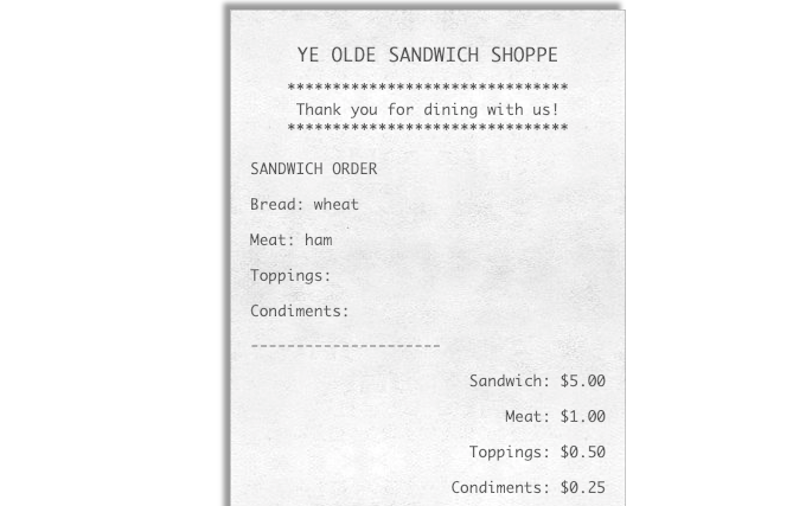 YE OLDE SANDWICH SHOPPE
*******************************
Thank you for dining with us!
*******************************
SANDWICH ORDER
Bread: wheat
Meat: ham
Toppings:
Condiments:
---------------------
Sandwich: $5.00
Meat: $1.00
Toppings: $0.50
Condiments: $0.25